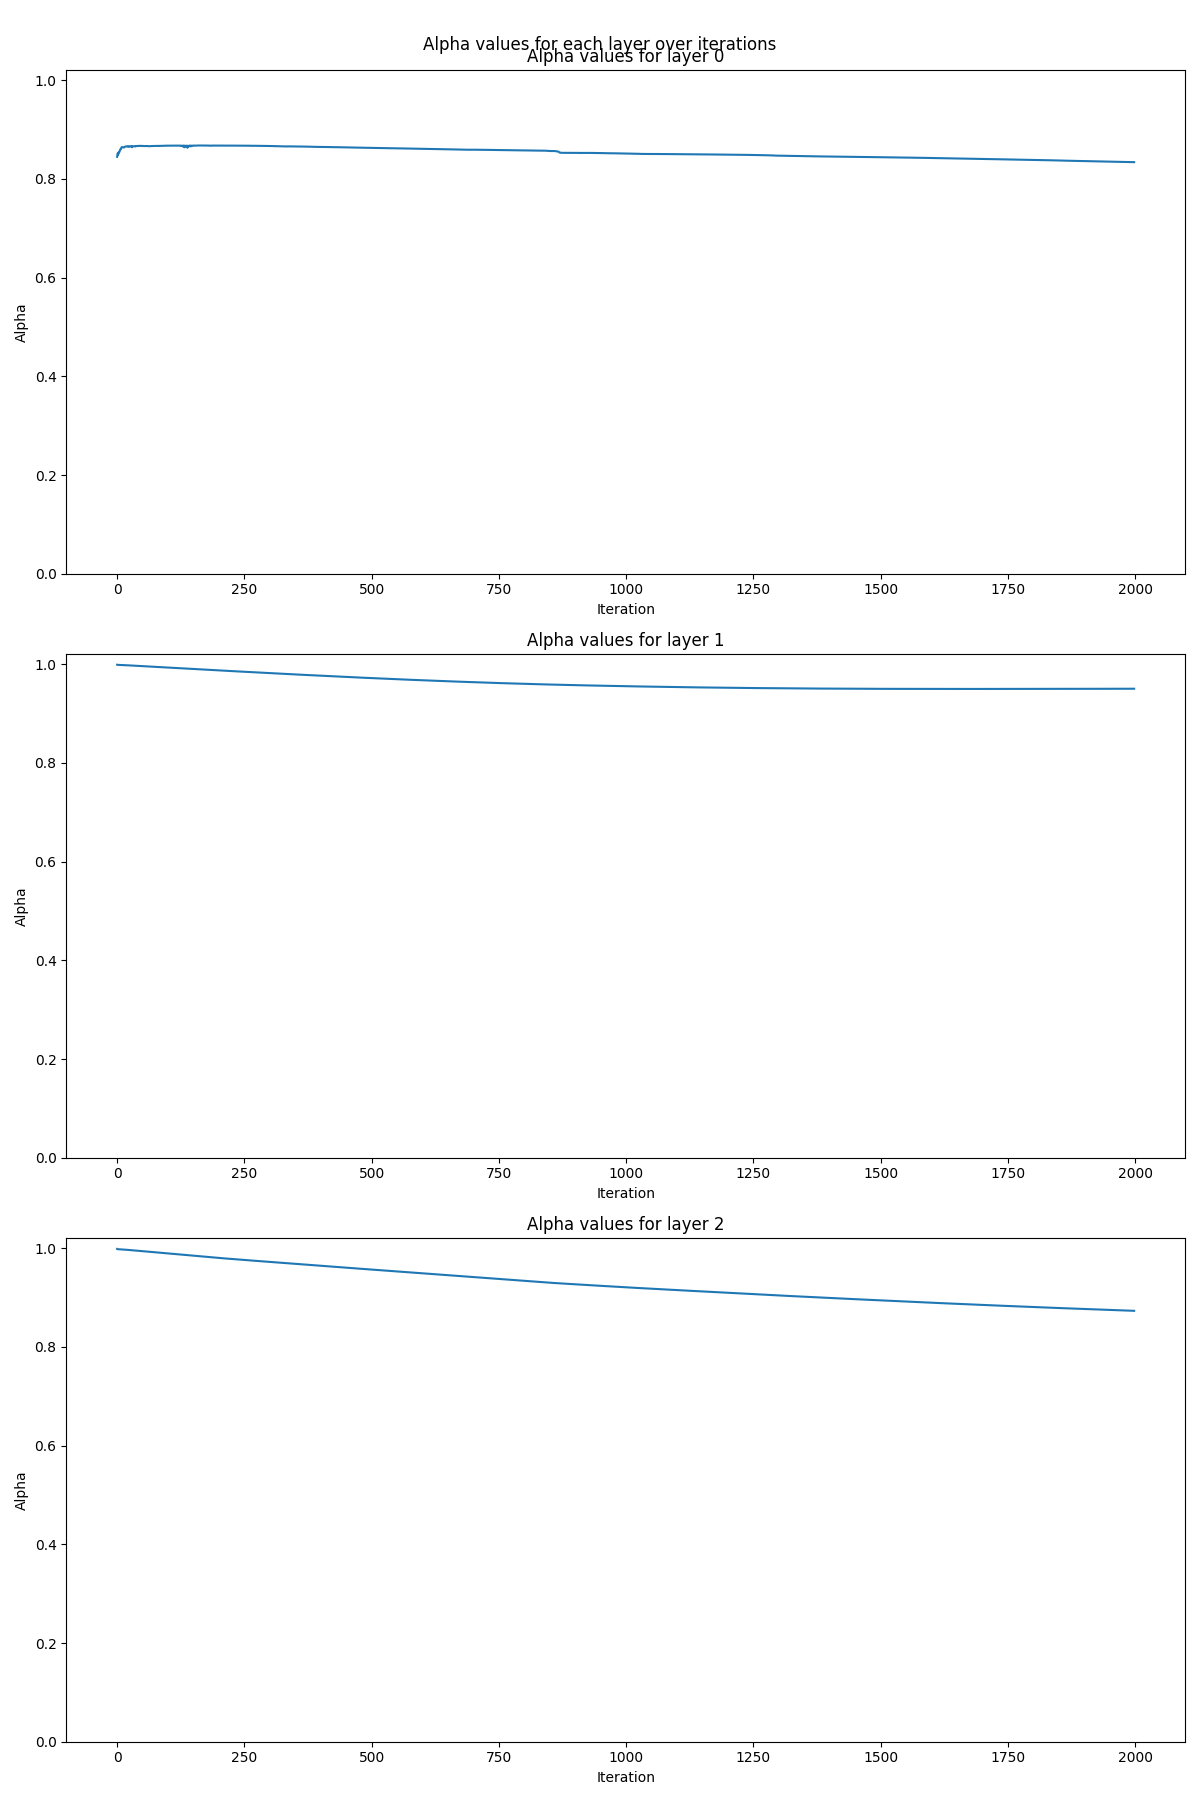 Alpha values for each layer over iterations
Alpha values for layer 0
1.0
0.8
0.6
0.4
0.2
0.0
Alpha
0 250 500 750 1000 1250 1500 1750 2000
Iteration
Alpha values for layer 1
1.0
0.8
0.6
0.4
0.2
0.0
Alpha
0 250 500 750 1000 1250 1500 1750 2000
Iteration
Alpha values for layer 2
1.0
0.8
0.6
0.4
0.2
0.0
Alpha
0 250 500 750 1000 1250 1500 1750 2000
Iteration